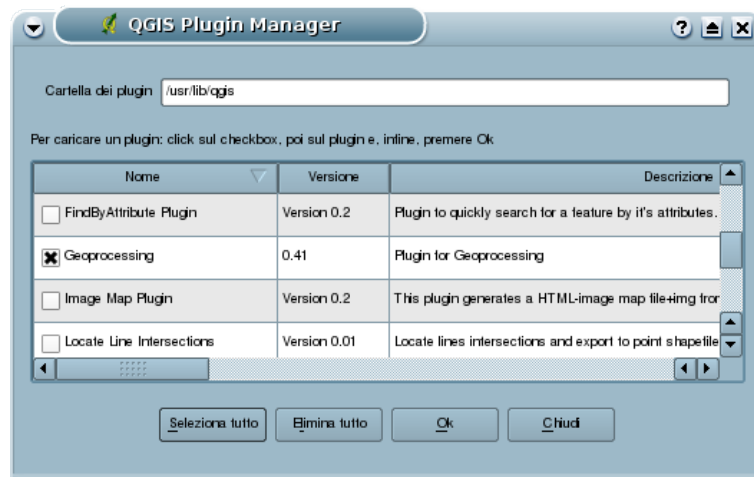 QGIS Plugin Manager
Cartella dei plugin /usr/lib/qgis
Per caricare un plugin: click sul checkbox, poi sul plugin e, infine, premere Ok
Nome Versione Descrizione
FindByAttribute Plugin Version 0.2 Plugin to quickly search for a feature by it's attributes.
Geoprocessing 0.41 Plugin for Geoprocessing
Image Map Plugin Version 0.2 This plugin generates a HTML-image map file+img fror
Locate Line Intersections Version 0.01 Locate lines intersections and export to point shapefile
Seleziona tutto Elimina tutto Ok Chiudi